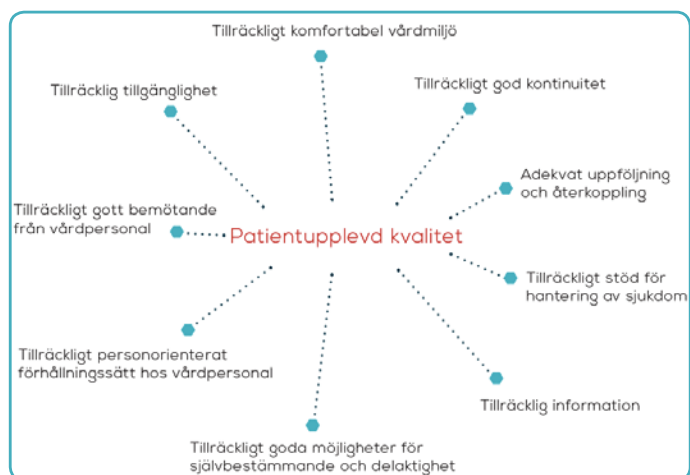 Tillräckligt komfortabel vårdmiljö
Tillräcklig tillgänglighet
Tillräckligt god kontinuitet
Adekvat uppföljning
och återkoppling
Tillräckligt gott bemötande
från vårdpersonal
Patientupplevd kvalitet
Tillräckligt stöd för
hantering av sjukdom
Tillräckligt personorienterat
förhållningssätt hos vårdpersonal
Tillräcklig information
Tillräckligt goda möjligheter för
självbestämmande och delaktighet